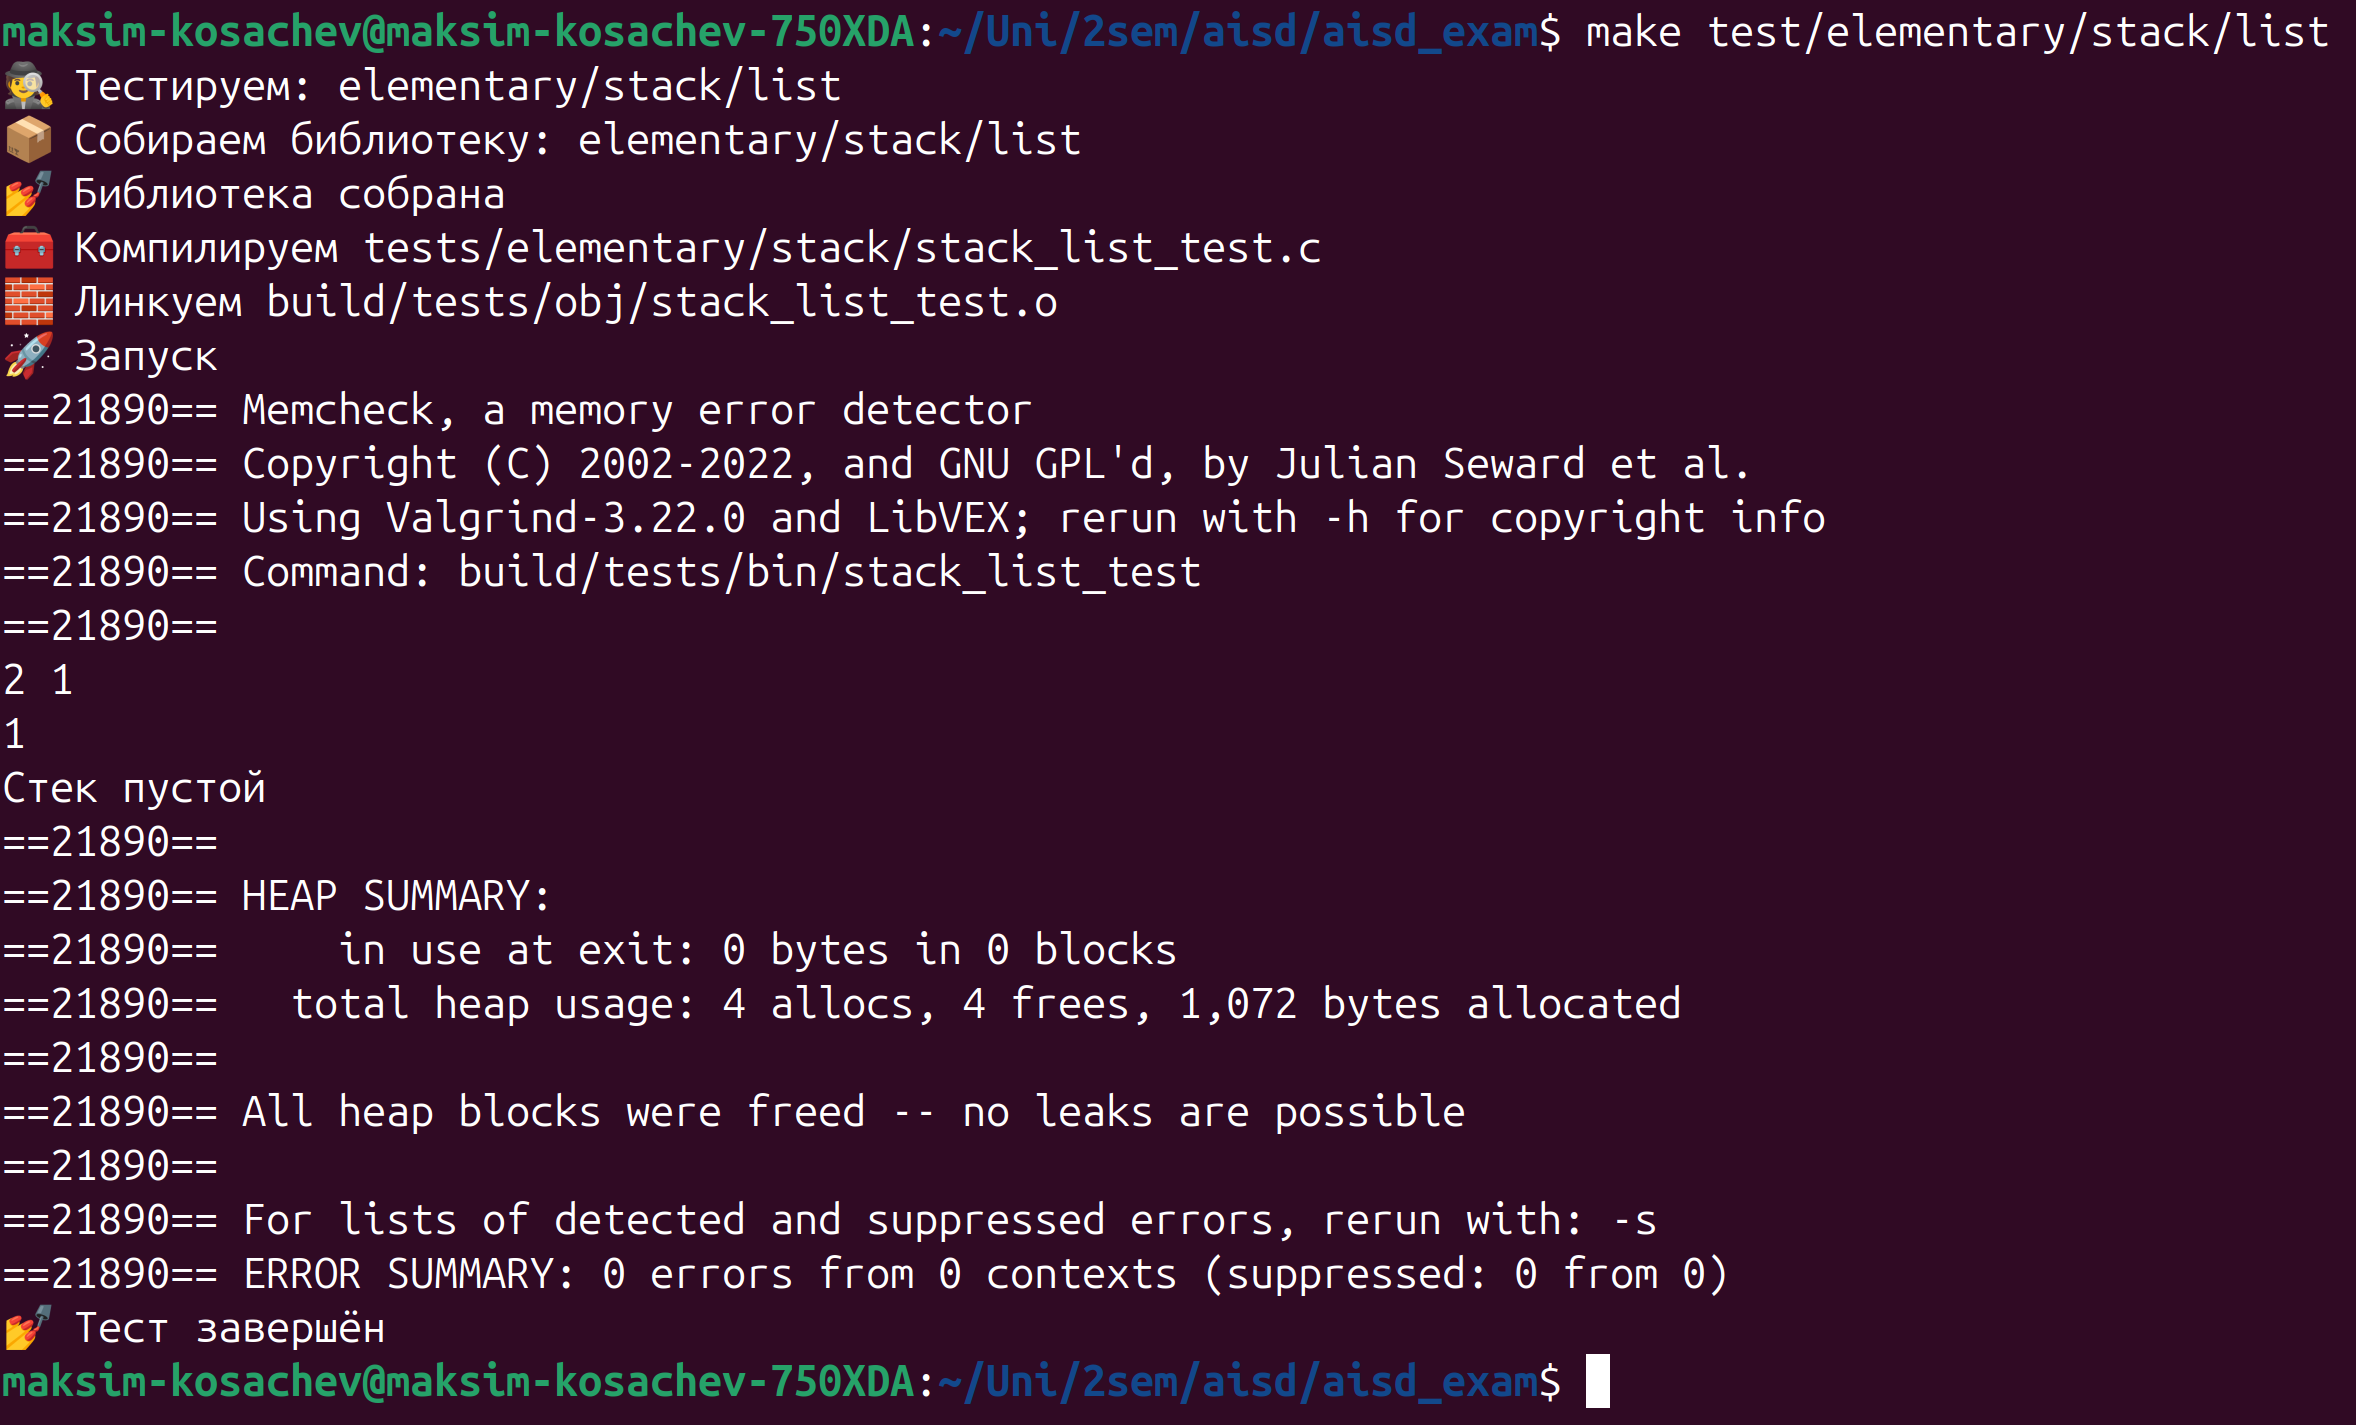 maksim-kosachev@maksim-kosachev-750XDA:~/Uni/2sem/aisd/aisd_exam$ make test/elementary/stack/list
🕵️ Тестируем: elementary/stack/list
📦 Собираем библиотеку: elementary/stack/list
💅 Библиотека собрана
🧰 Компилируем tests/elementary/stack/stack_list_test.c
🧱 Линкуем build/tests/obj/stack_list_test.o
🚀 Запуск
==21890== Memcheck, a memory error detector
==21890== Copyright (C) 2002-2022, and GNU GPL'd, by Julian Seward et al.
==21890== Using Valgrind-3.22.0 and LibVEX; rerun with -h for copyright info
==21890== Command: build/tests/bin/stack_list_test
==21890==
2 1
1
Стек пустой
==21890==
==21890== HEAP SUMMARY:
==21890==     in use at exit: 0 bytes in 0 blocks
==21890==   total heap usage: 4 allocs, 4 frees, 1,072 bytes allocated
==21890==
==21890== All heap blocks were freed -- no leaks are possible
==21890==
==21890== For lists of detected and suppressed errors, rerun with: -s
==21890== ERROR SUMMARY: 0 errors from 0 contexts (suppressed: 0 from 0)
💅 Тест завершён
maksim-kosachev@maksim-kosachev-750XDA:~/Uni/2sem/aisd/aisd_exam$